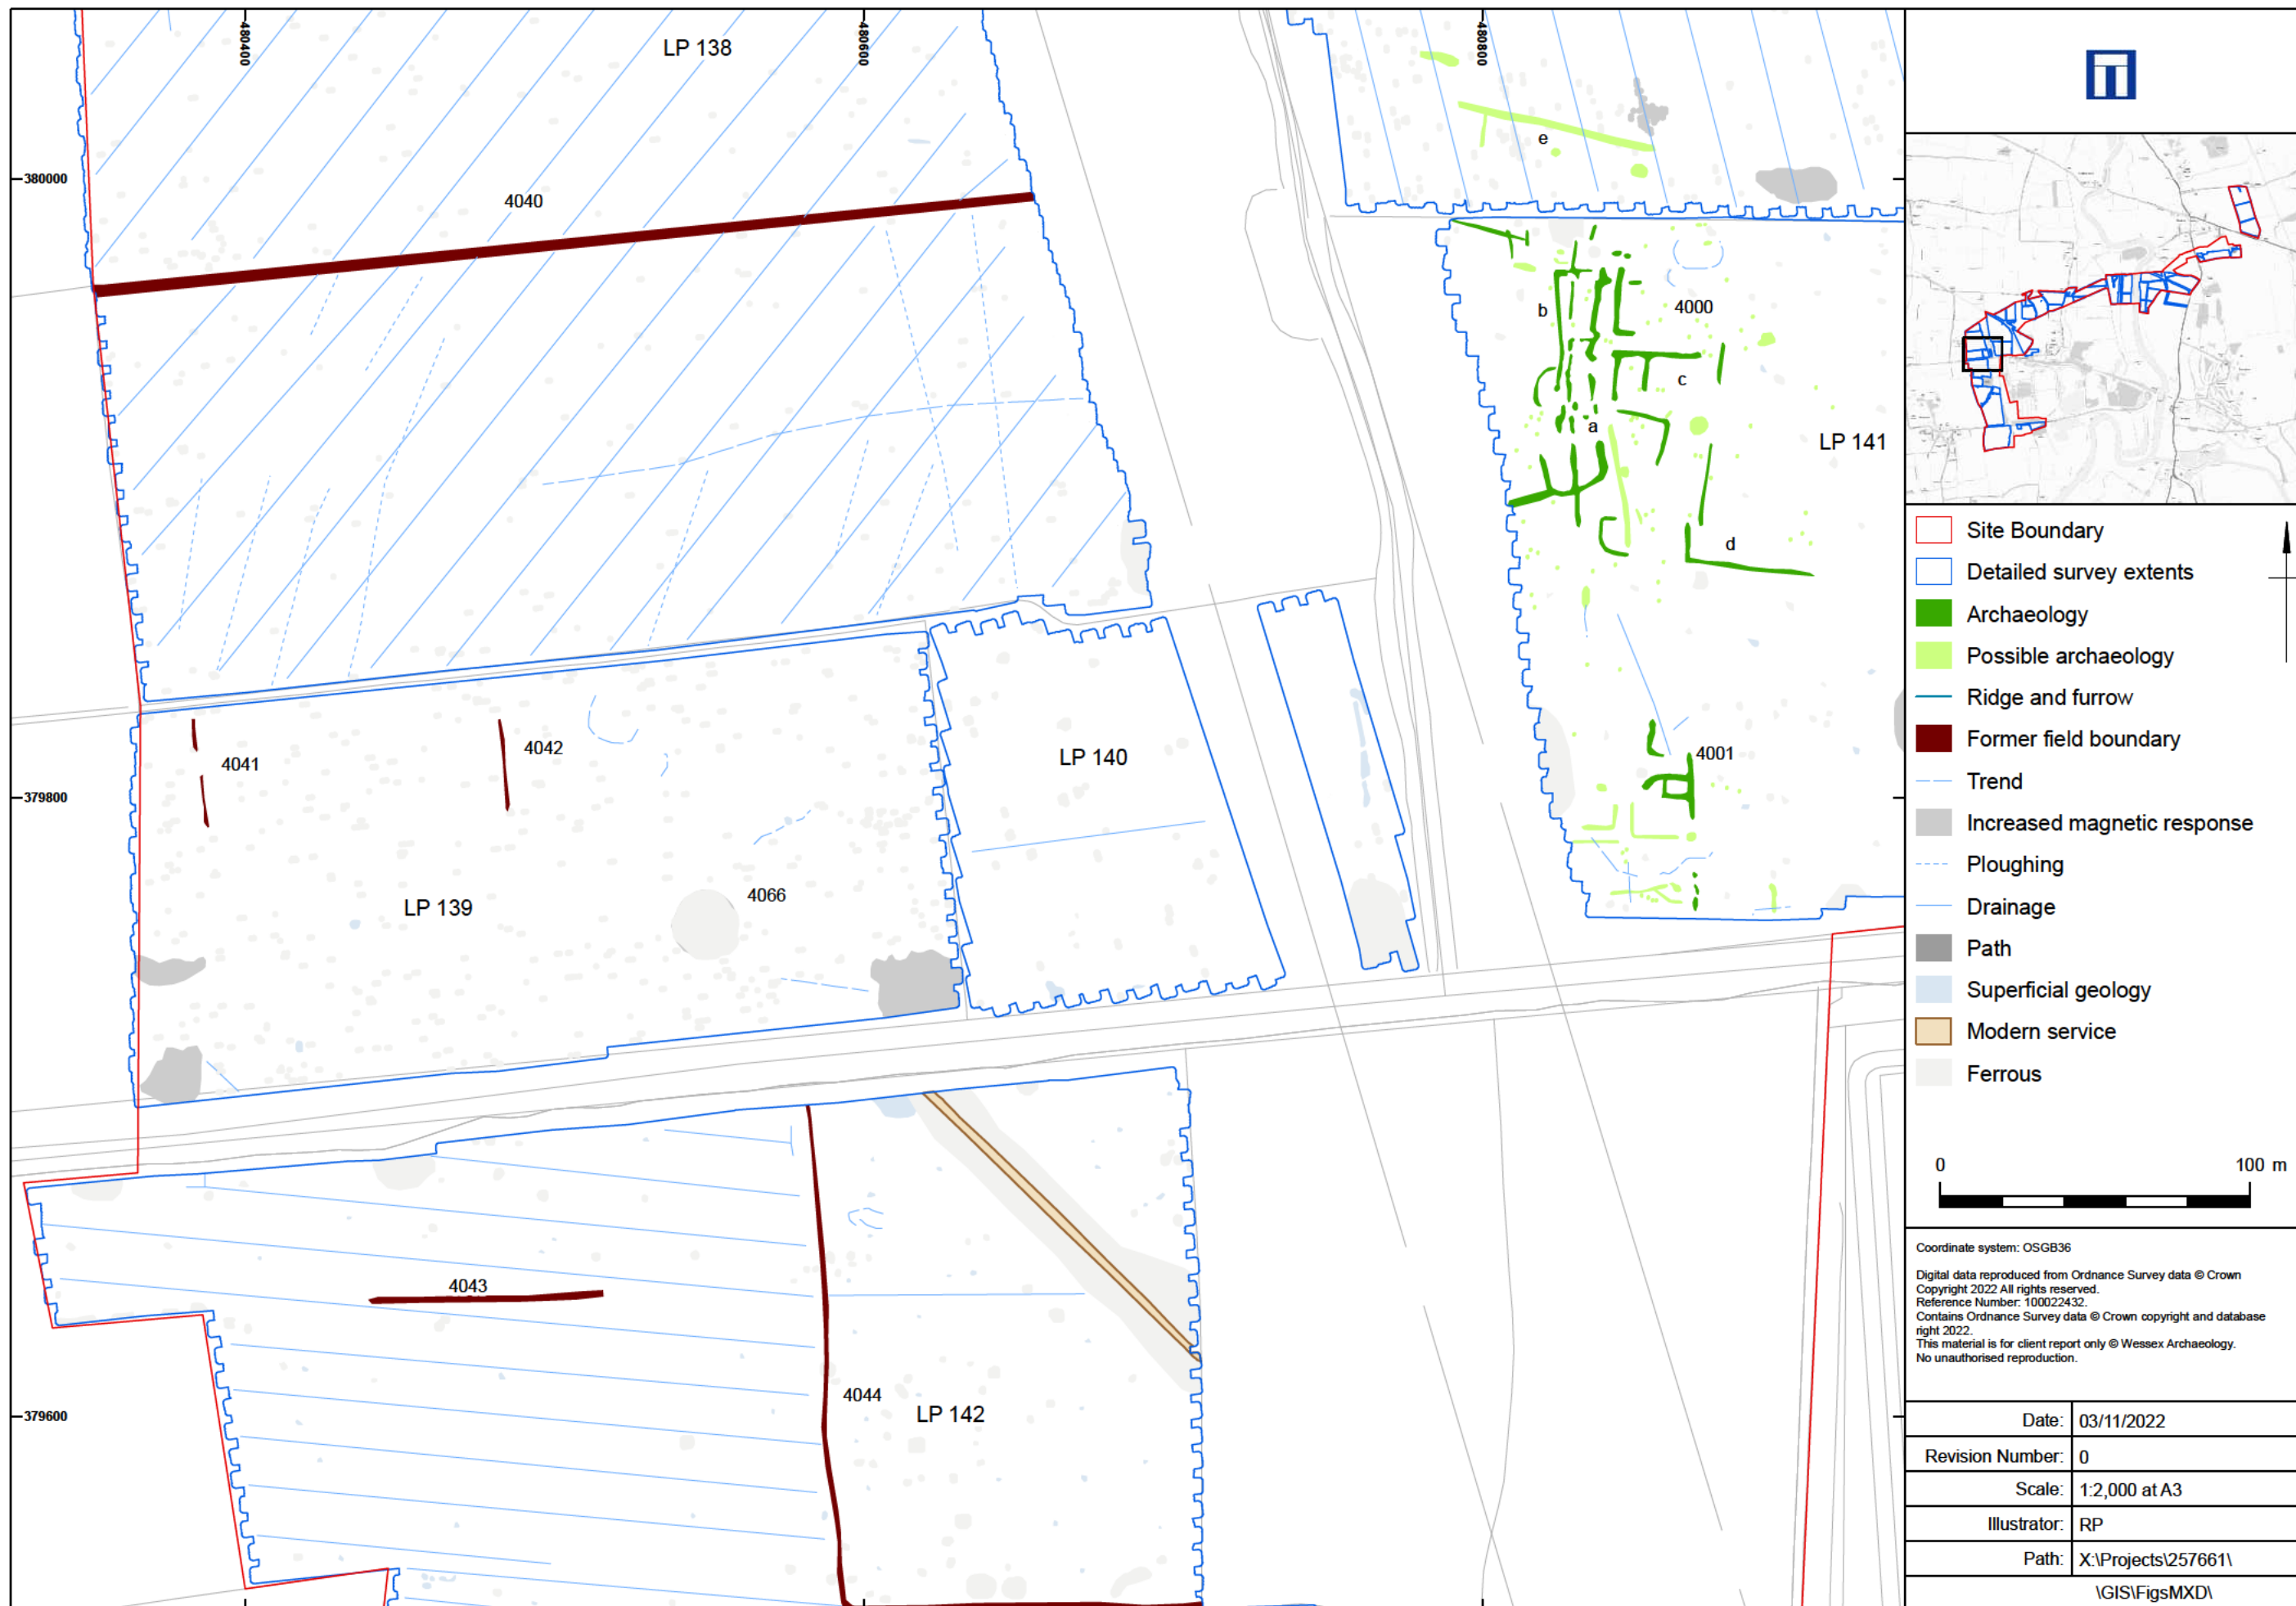 480400
480600
480800
LP 138
e
380000
4040
b
4000
c
a
LP 141
d
4041
4042
LP 140
4001
379800
LP 139
4066
4043
4044
LP 142
379600
Site Boundary
Detailed survey extents
Archaeology
Possible archaeology
Ridge and furrow
Former field boundary
Trend
Increased magnetic response
Ploughing
Drainage
Path
Superficial geology
Modern service
Ferrous
0 100 m
Coordinate system: OSGB36
Digital data reproduced from Ordnance Survey data © Crown
Copyright 2022 All rights reserved.
Reference Number: 100022432.
Contains Ordnance Survey data © Crown copyright and database
right 2022.
This material is for client report only © Wessex Archaeology.
No unauthorised reproduction.
Date: 03/11/2022
Revision Number: 0
Scale: 1:2,000 at A3
Illustrator: RP
Path: X:\Projects\257661\
\GIS\FigsMXD\